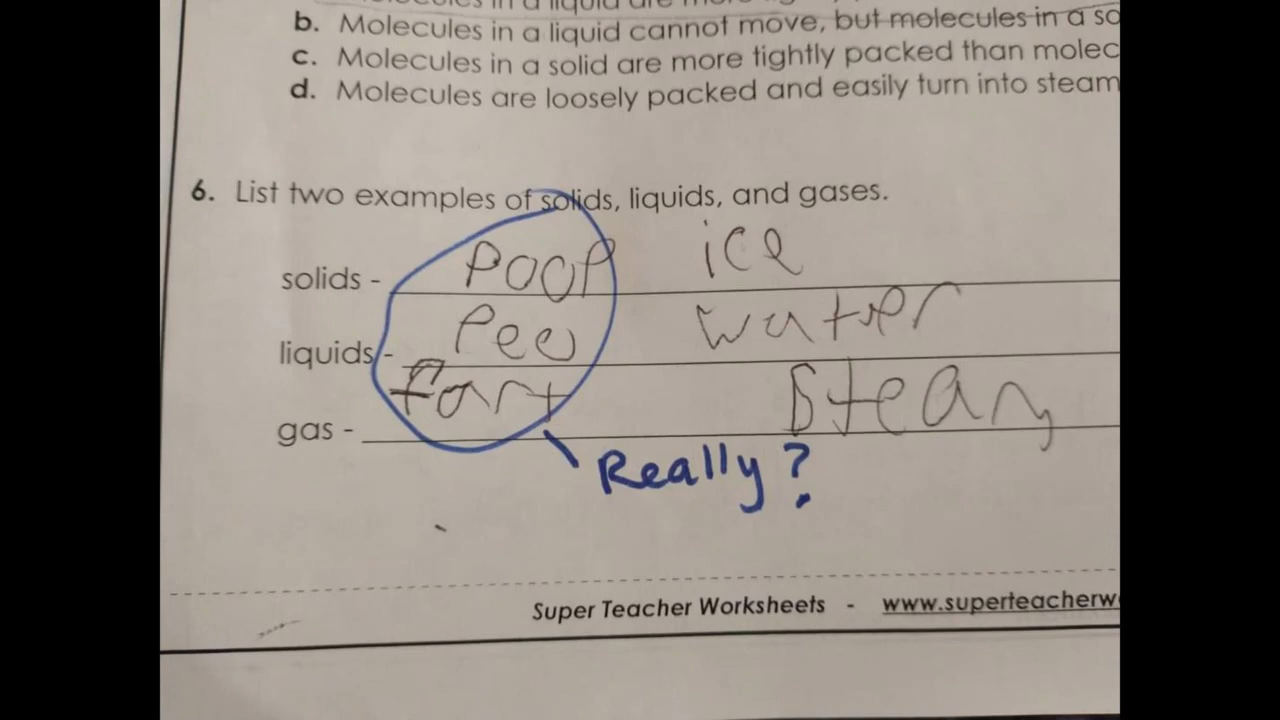 b. Molecules in a liquid cannot move, but molecules in a so
c. Molecules in a solid are more tightly packed than molec
d. Molecules are loosely packed and easily turn into steam
6. List two examples of solids, liquids, and gases.
solids - Poop ice
liquids - Pee water
gas - fart Steam
Really?
Super Teacher Worksheets - www.superteacherw